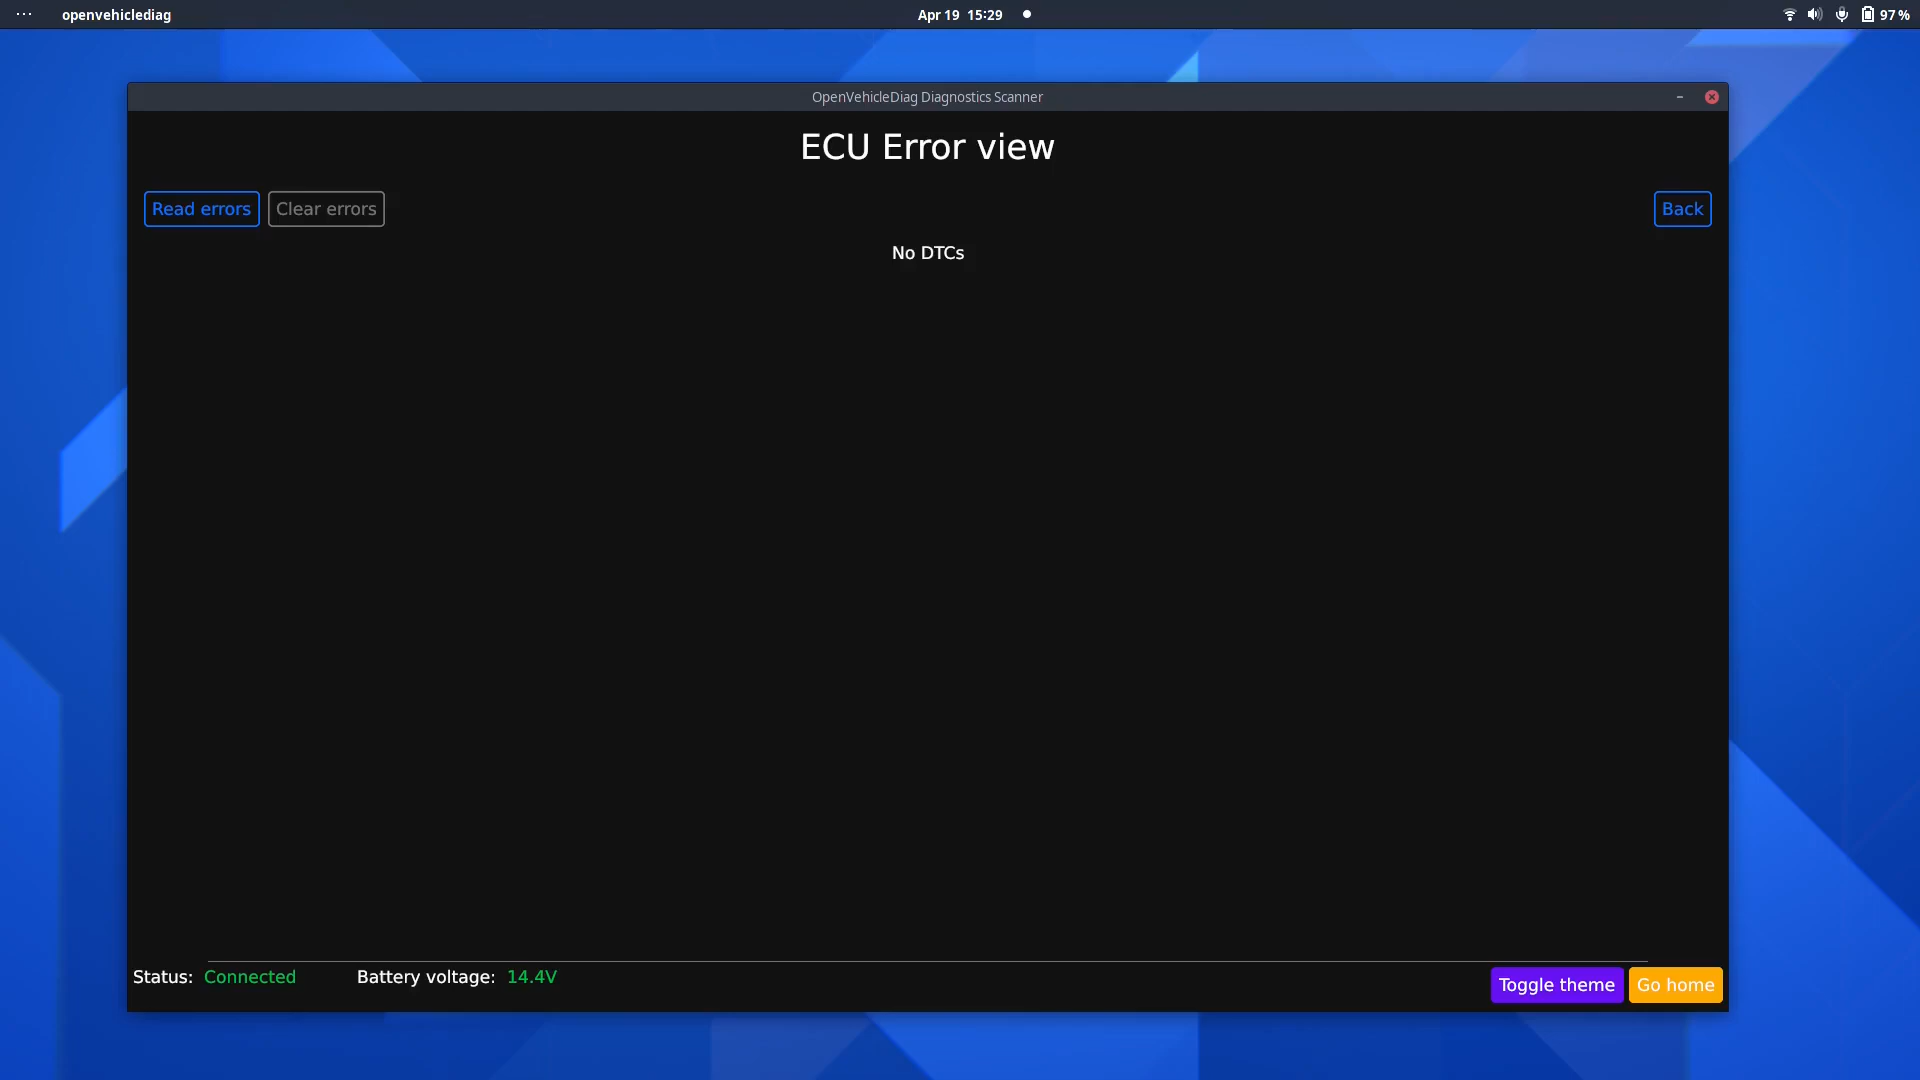 openvehiclediag
Apr 19 15:29
97 %
OpenVehicleDiag Diagnostics Scanner
ECU Error view
Read errors
Clear errors
Back
No DTCs
Status: Connected
Battery voltage: 14.4V
Toggle theme
Go home